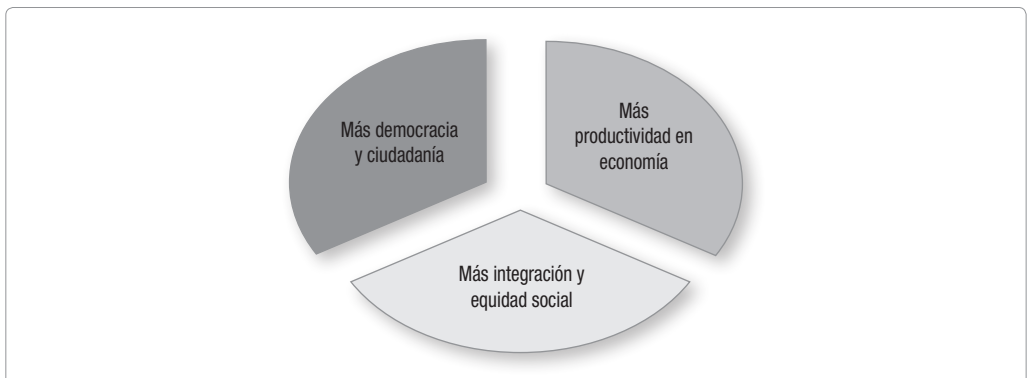 Más democracia
y ciudadanía
Más
productividad en
economía
Más integración y
equidad social